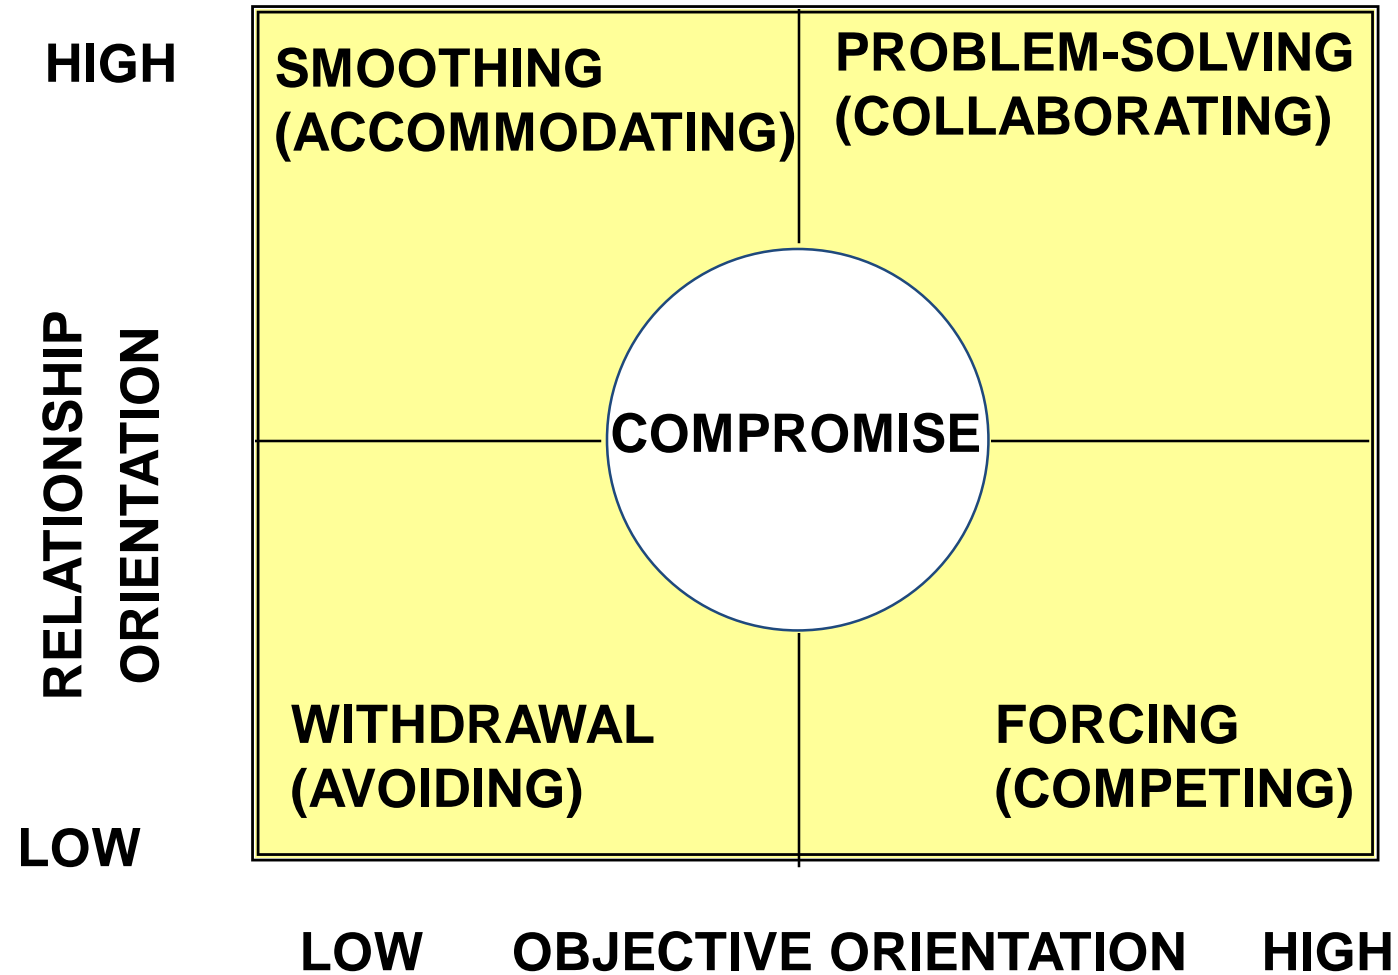 HIGH
SMOOTHING
(ACCOMMODATING)
PROBLEM-SOLVING
(COLLABORATING)
RELATIONSHIP
ORIENTATION
COMPROMISE
WITHDRAWAL
(AVOIDING)
FORCING
(COMPETING)
LOW
LOW OBJECTIVE ORIENTATION HIGH